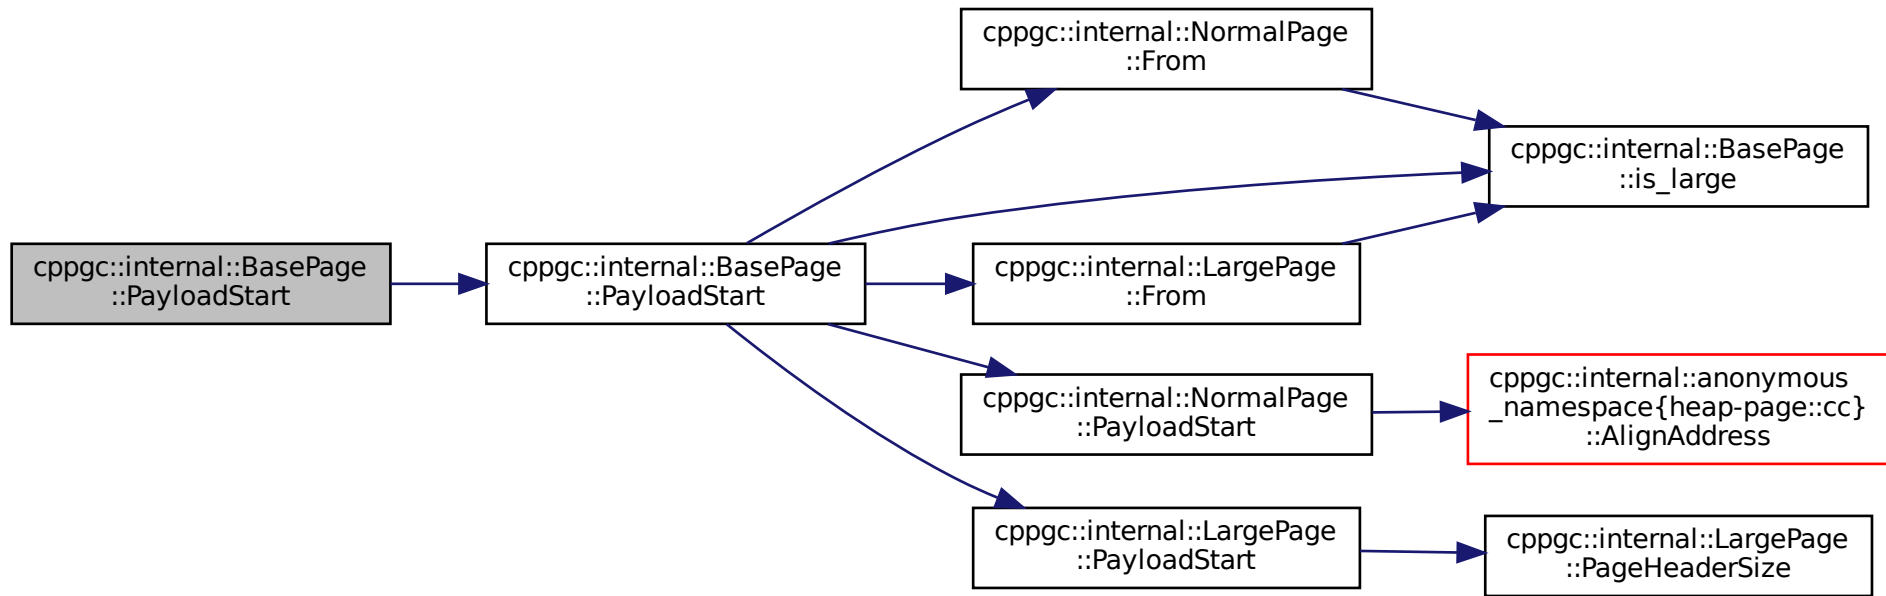 cppgc::internal::NormalPage
::From
cppgc::internal::BasePage
::is_large
cppgc::internal::BasePage
::PayloadStart
cppgc::internal::BasePage
::PayloadStart
cppgc::internal::LargePage
::From
cppgc::internal::NormalPage
::PayloadStart
cppgc::internal::anonymous
_namespace{heap-page::cc}
::AlignAddress
cppgc::internal::LargePage
::PayloadStart
cppgc::internal::LargePage
::PageHeaderSize